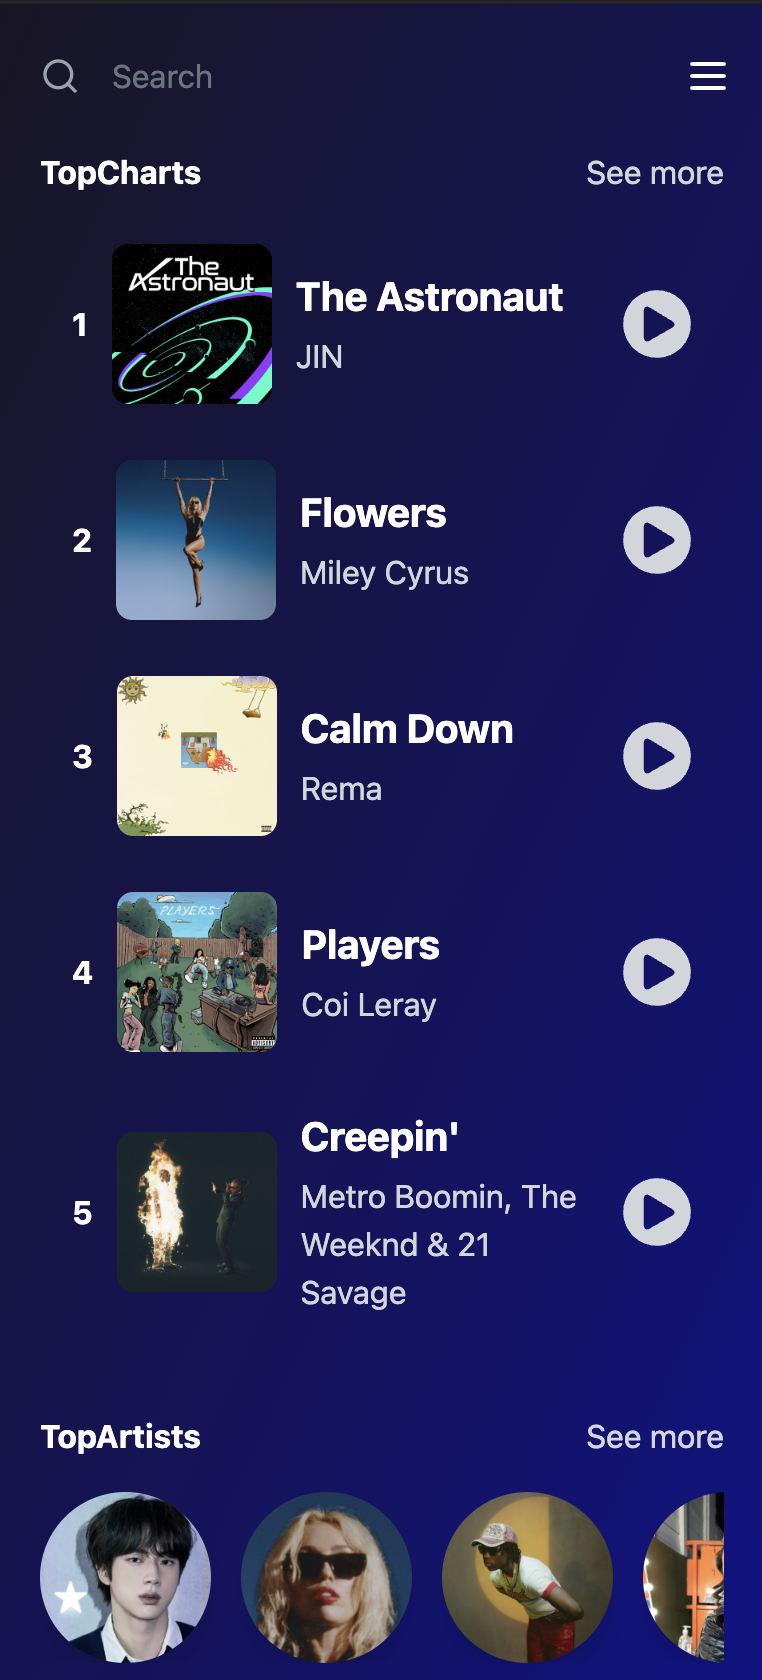 Search
TopCharts
See more
1
The
Astronaut
The Astronaut
JIN
2
Flowers
Miley Cyrus
3
Calm Down
Rema
4
PLAYERS
Players
Coi Leray
5
Creepin'
Metro Boomin, The
Weeknd & 21
Savage
TopArtists
See more